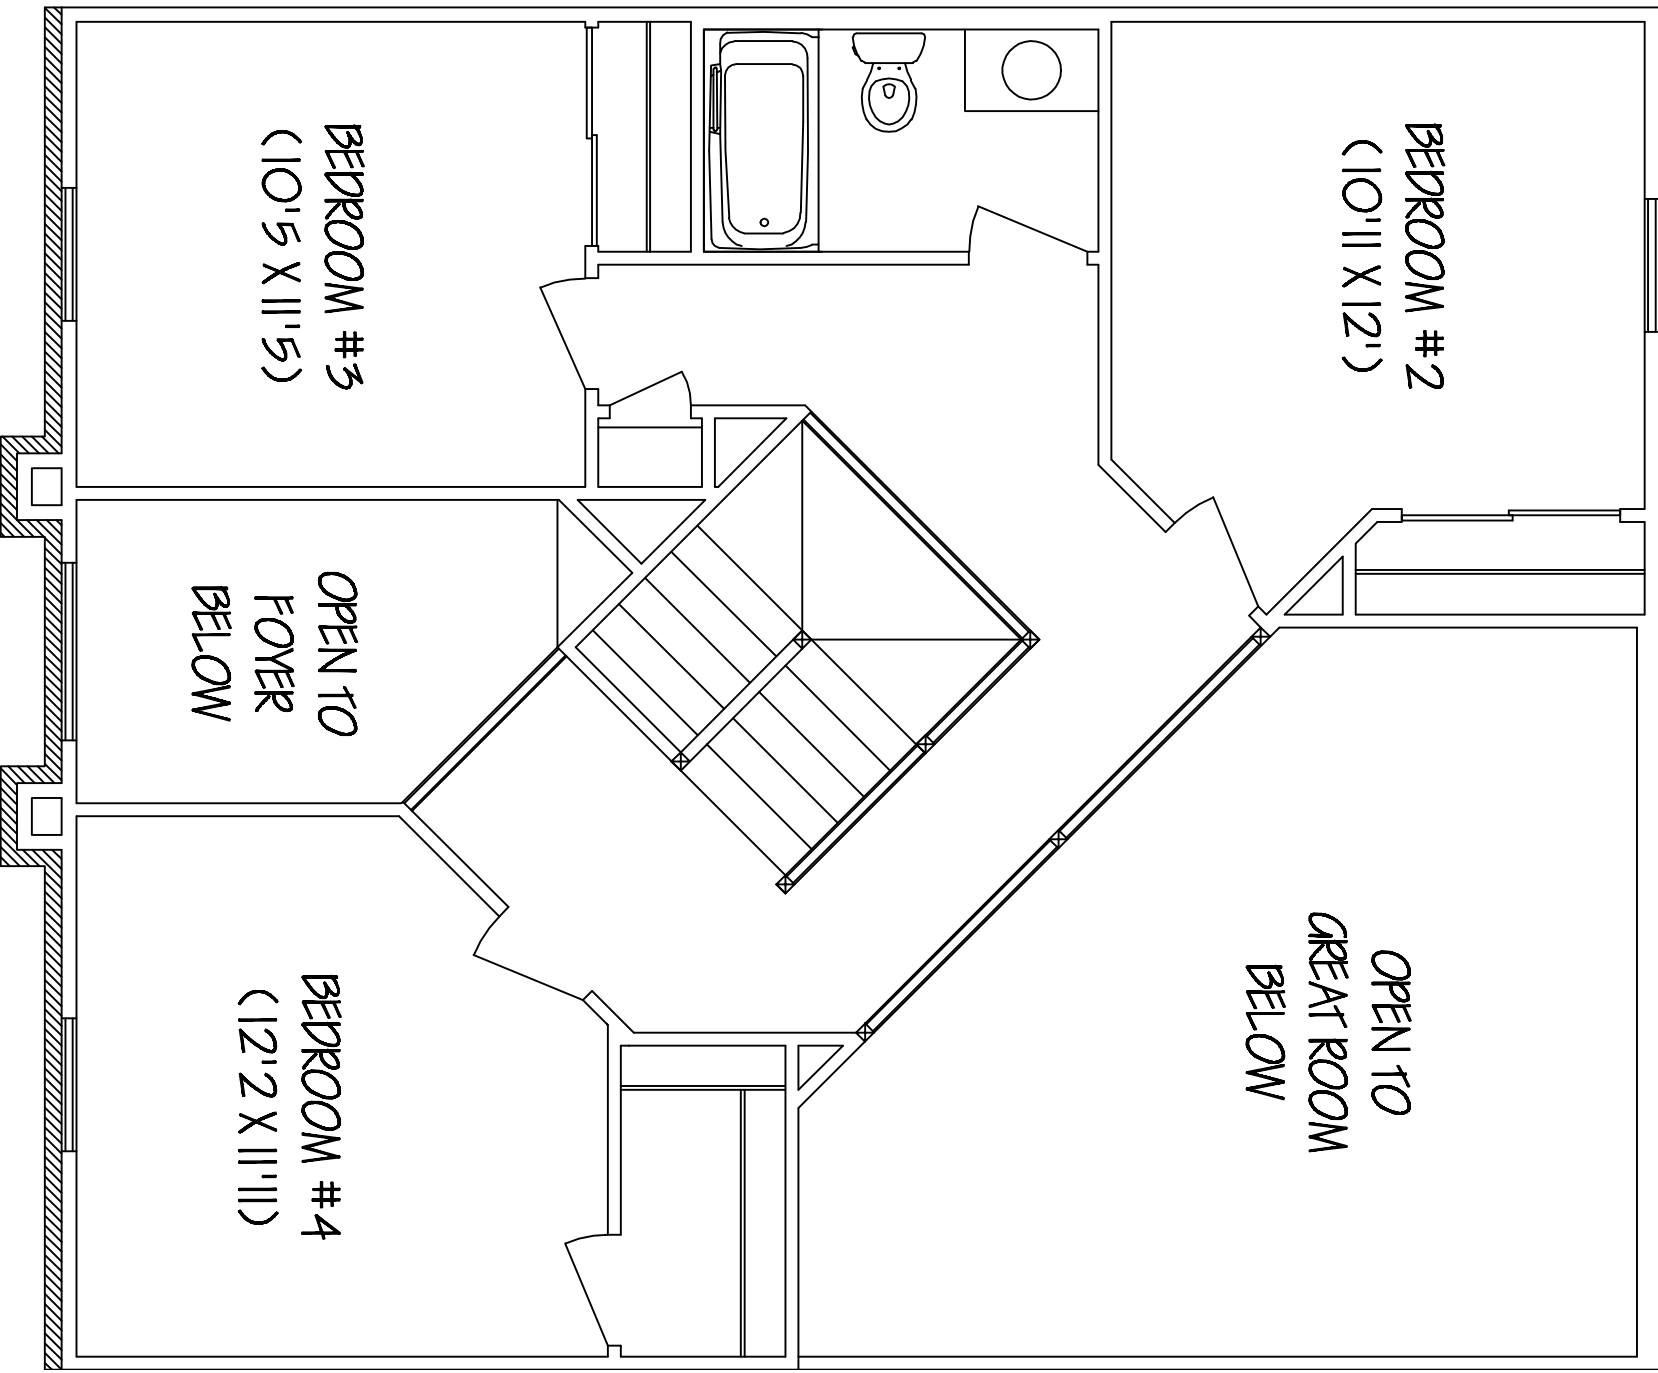 BEDROOM #2
(10'11 X 12')
OPEN TO
GREAT ROOM
BELOW
BEDROOM #3
(10'5 X 11'5)
OPEN TO
FOYER
BELOW
BEDROOM #4
(12'2 X 11'11)